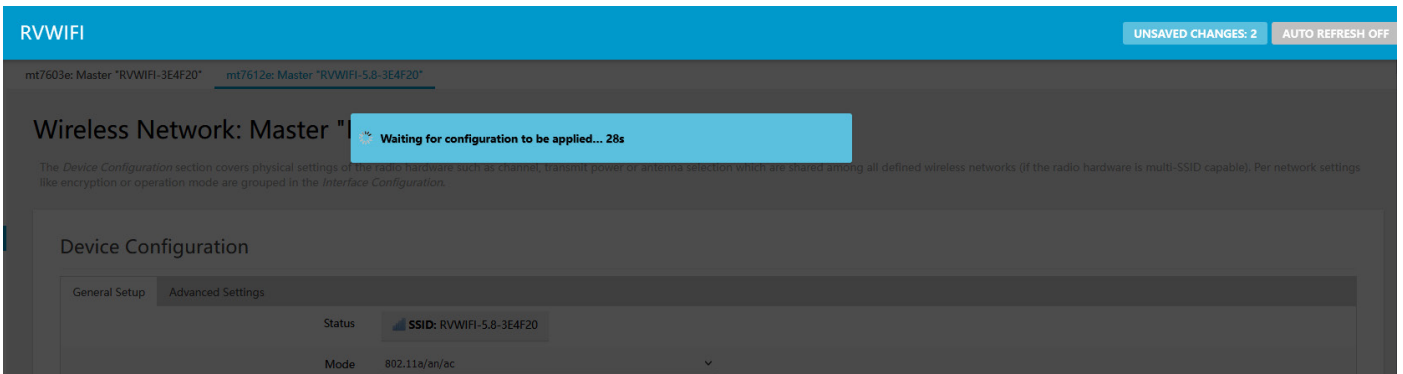 RVWIFI
UNSAVED CHANGES: 2
AUTO REFRESH OFF
mt7603e: Master "RVWIFI-3E4F20"
mt7612e: Master "RVWIFI-5.8-3E4F20"
Wireless Network: Master "
Waiting for configuration to be applied... 28s
The Device Configuration section covers physical settings of the radio hardware such as channel, transmit power or antenna selection which are shared among all defined wireless networks (if the radio hardware is multi-SSID capable). Per network settings
like encryption or operation mode are grouped in the Interface Configuration.
Device Configuration
General Setup
Advanced Settings
Status
SSID: RVWIFI-5.8-3E4F20
Mode
802.11a/an/ac